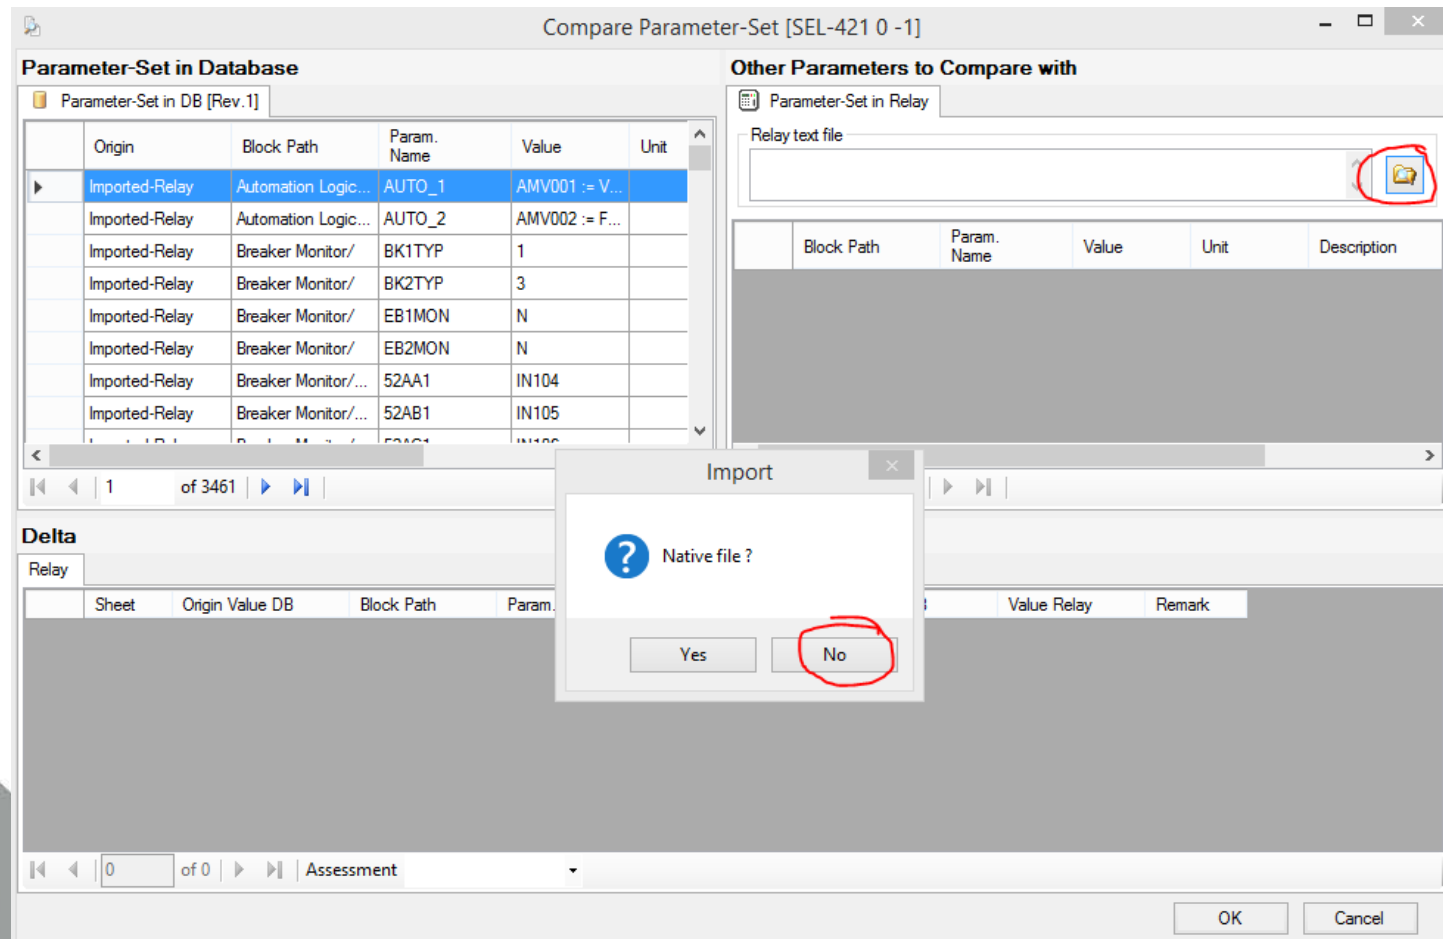 Compare Parameter-Set [SEL-421 0 -1]
Parameter-Set in Database
Other Parameters to Compare with
Parameter-Set in DB [Rev.1]
Parameter-Set in Relay
Relay text file
Origin Block Path Param. Name Value Unit
Imported-Relay Automation Logic... AUTO_1 AMV001 := V...
Imported-Relay Automation Logic... AUTO_2 AMV002 := F...
Imported-Relay Breaker Monitor/ BK1TYP 1
Imported-Relay Breaker Monitor/ BK2TYP 3
Imported-Relay Breaker Monitor/ EB1MON N
Imported-Relay Breaker Monitor/ EB2MON N
Imported-Relay Breaker Monitor/... 52AA1 IN104
Imported-Relay Breaker Monitor/... 52AB1 IN105
Block Path Param. Name Value Unit Description
1 of 3461
Import
Native file ?
Yes No
Delta
Relay
Sheet Origin Value DB Block Path Param. Value Relay Remark
0 of 0 Assessment
OK Cancel